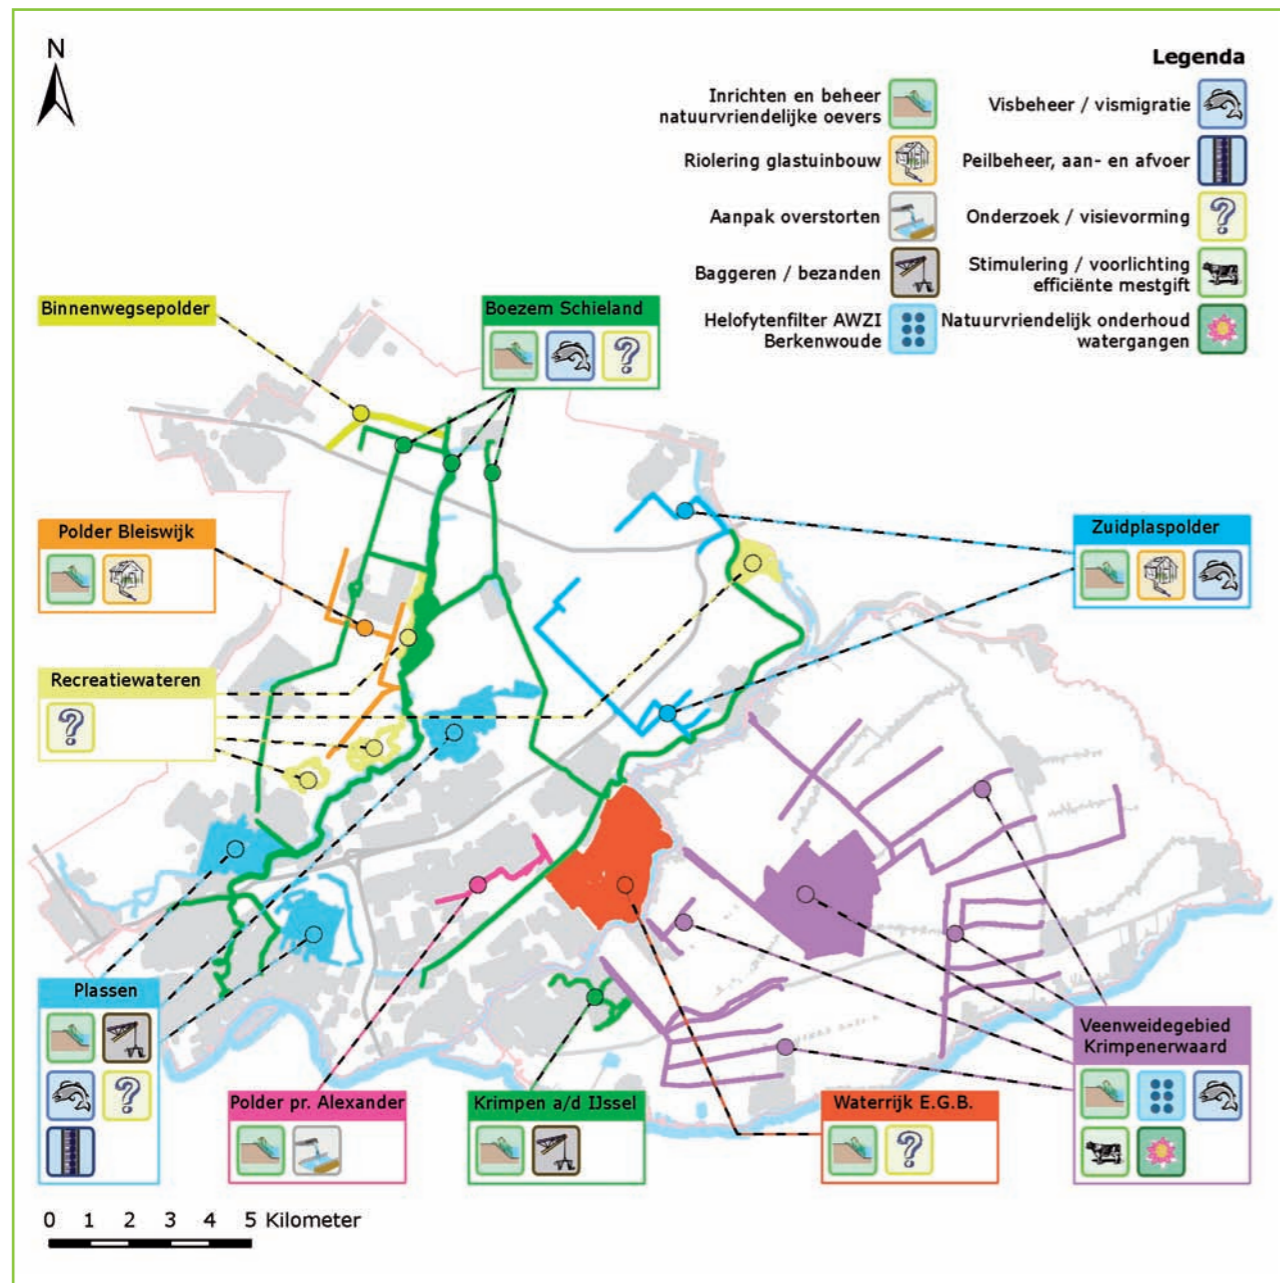 N
Legenda
Inrichten en beheer
natuurvriendelijke oevers
Visbeheer / vismigratie
Riolering glastuinbouw
Peilbeheer, aan- en afvoer
Aanpak overstorten
Onderzoek / visievorming
Baggeren / bezanden
Stimulering / voorlichting
efficiënte mestgift
Helofytenfilter AWZI
Berkenwoude
Natuurvriendelijk onderhoud
watergangen
Binnenwegsepolder
Boezem Schieland
Polder Bleiswijk
Zuidplaspolder
Recreatiewateren
Plassen
Veenweidegebied
Krimpenerwaard
Polder pr. Alexander
Krimpen a/d IJssel
Waterrijk E.G.B.
0 1 2 3 4 5 Kilometer